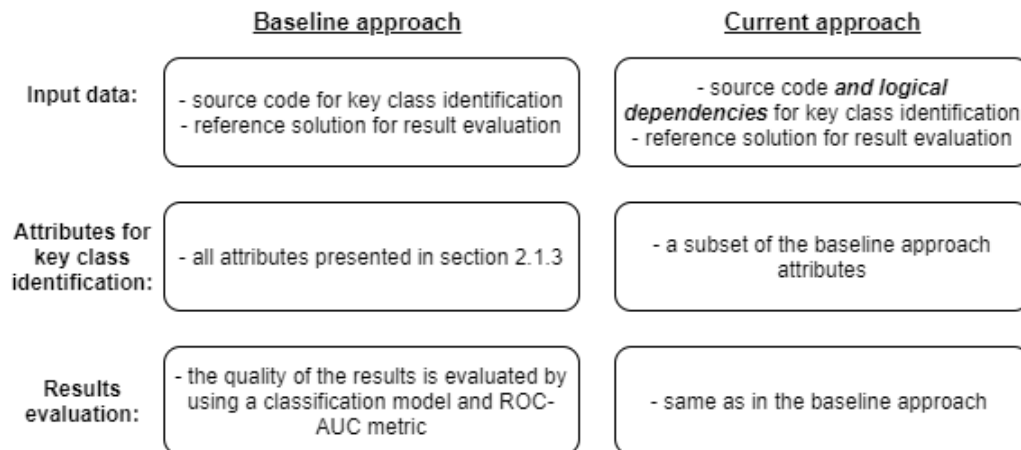 Baseline approach
Current approach
Input data:
- source code for key class identification
- reference solution for result evaluation
- source code and logical
dependencies for key class identification
- reference solution for result evaluation
Attributes for
key class
identification:
- all attributes presented in section 2.1.3
- a subset of the baseline approach
attributes
Results
evaluation:
- the quality of the results is evaluated by
using a classification model and ROC-
AUC metric
- same as in the baseline approach